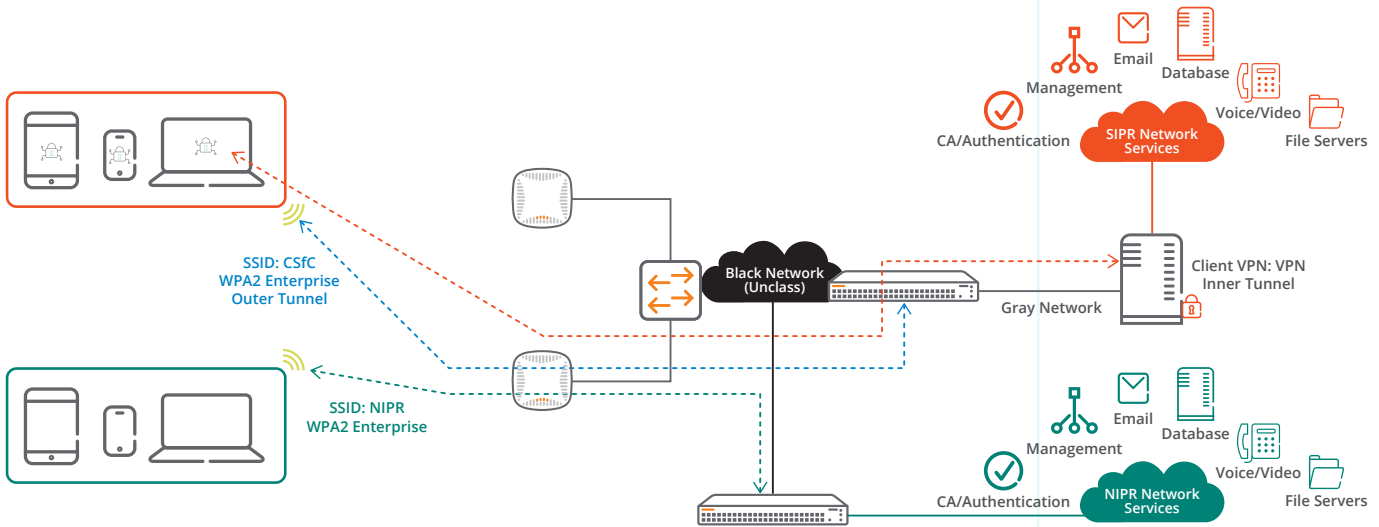 Email
Database
Management
Voice/Video
CA/Authentication
SIPR Network
Services
File Servers
SSID: CSfC
WPA2 Enterprise
Outer Tunnel
Black Network
(Unclass)
Client VPN: VPN
Inner Tunnel
Gray Network
SSID: NIPR
WPA2 Enterprise
Email
Database
Management
Voice/Video
CA/Authentication
NIPR Network
Services
File Servers